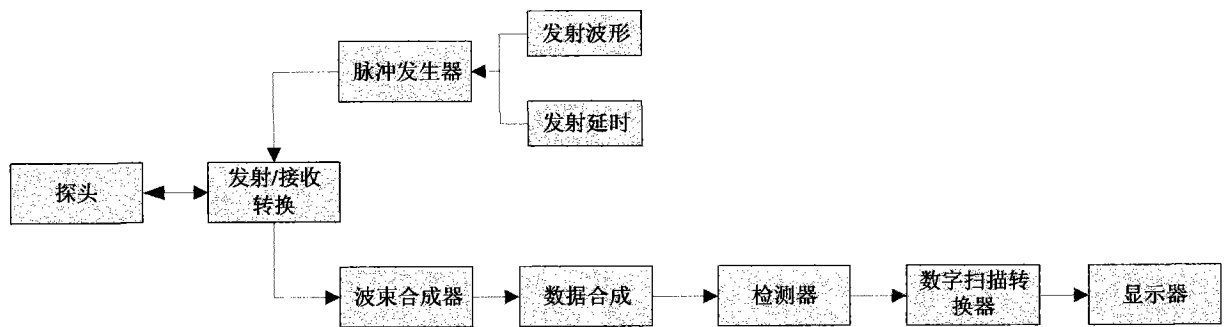 发射波形
脉冲发生器
发射延时
探头
发射/接收
转换
波束合成器
数据合成
检测器
数字扫描转
换器
显示器